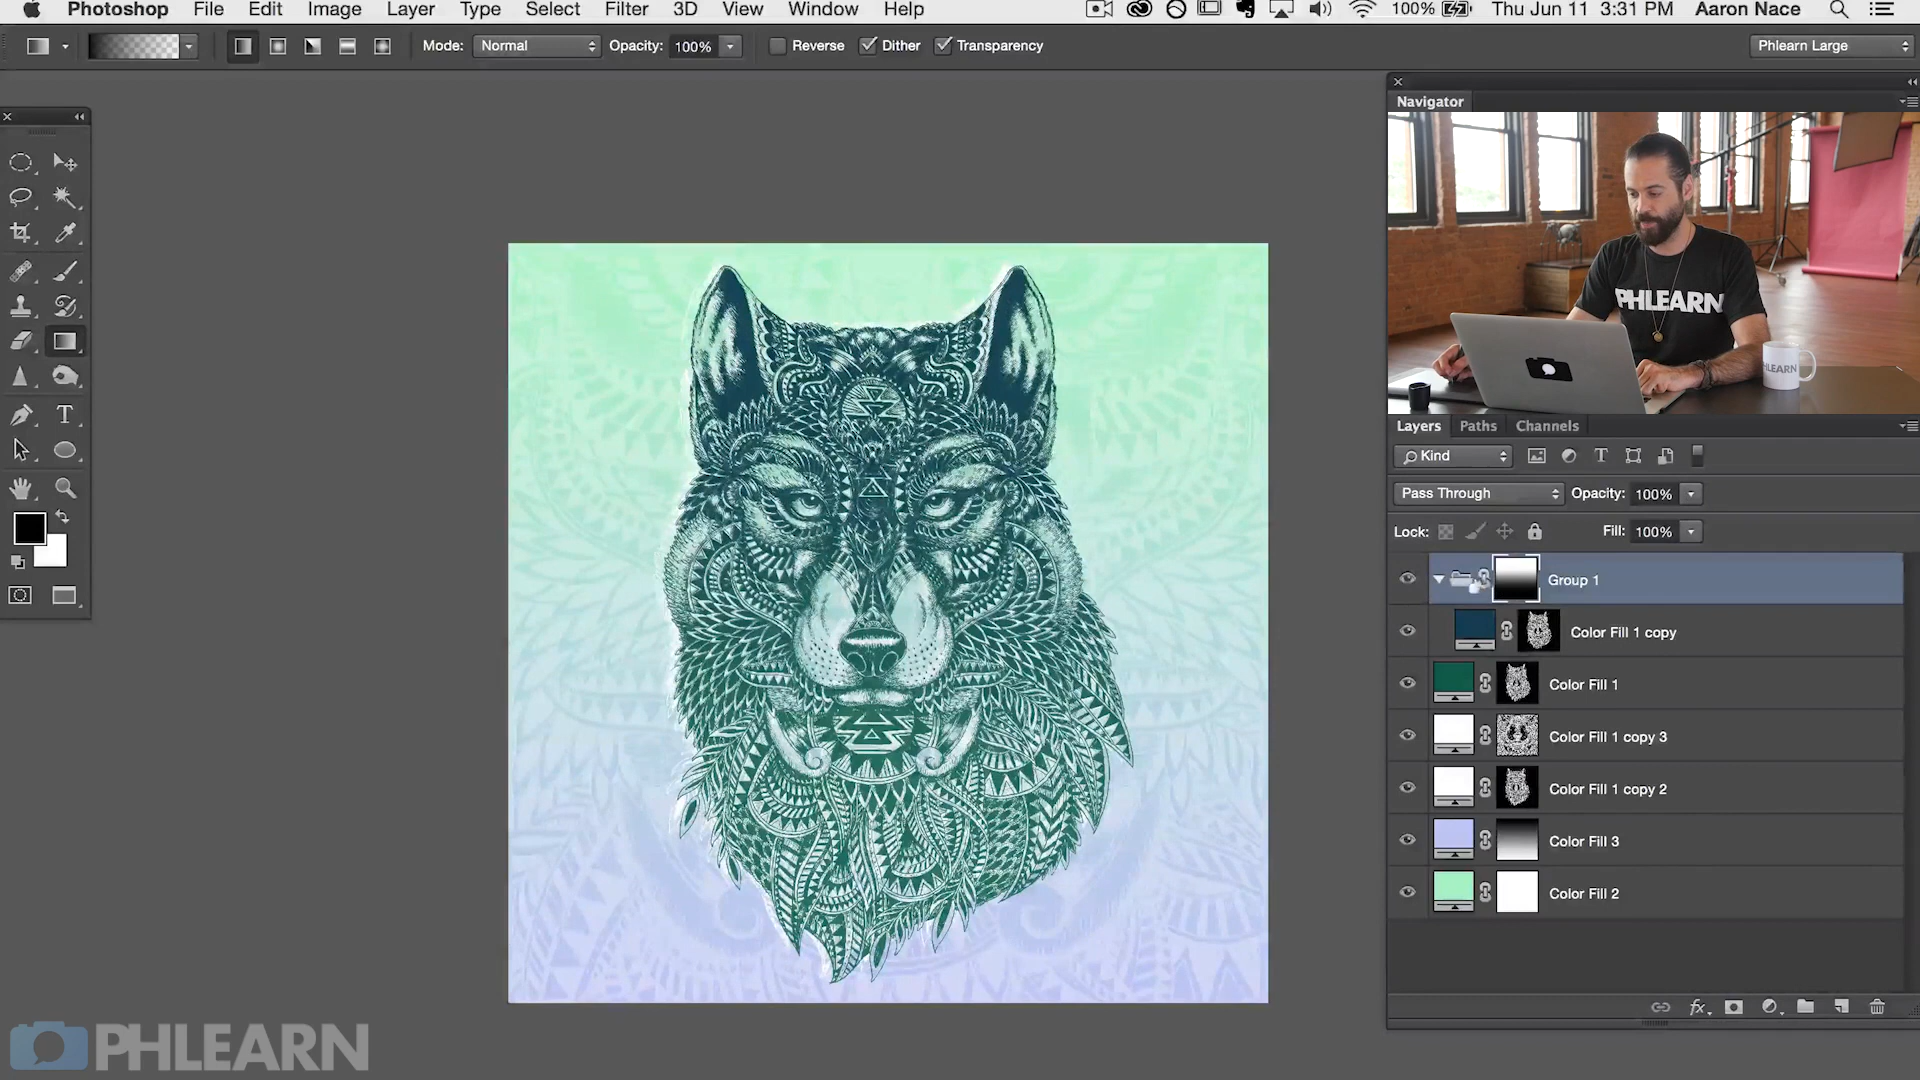 Photoshop File Edit Image Layer Type Select Filter 3D View Window Help 100% Thu Jun 11 3:31 PM Aaron Nace
Mode: Normal Opacity: 100% Reverse Dither Transparency Phlearn Large
Navigator
PHLEARN
PHLEARN
Layers Paths Channels
Kind
Pass Through Opacity: 100%
Lock: Fill: 100%
Group 1
Color Fill 1 copy
Color Fill 1
Color Fill 1 copy 3
Color Fill 1 copy 2
Color Fill 3
Color Fill 2
fx
PHLEARN